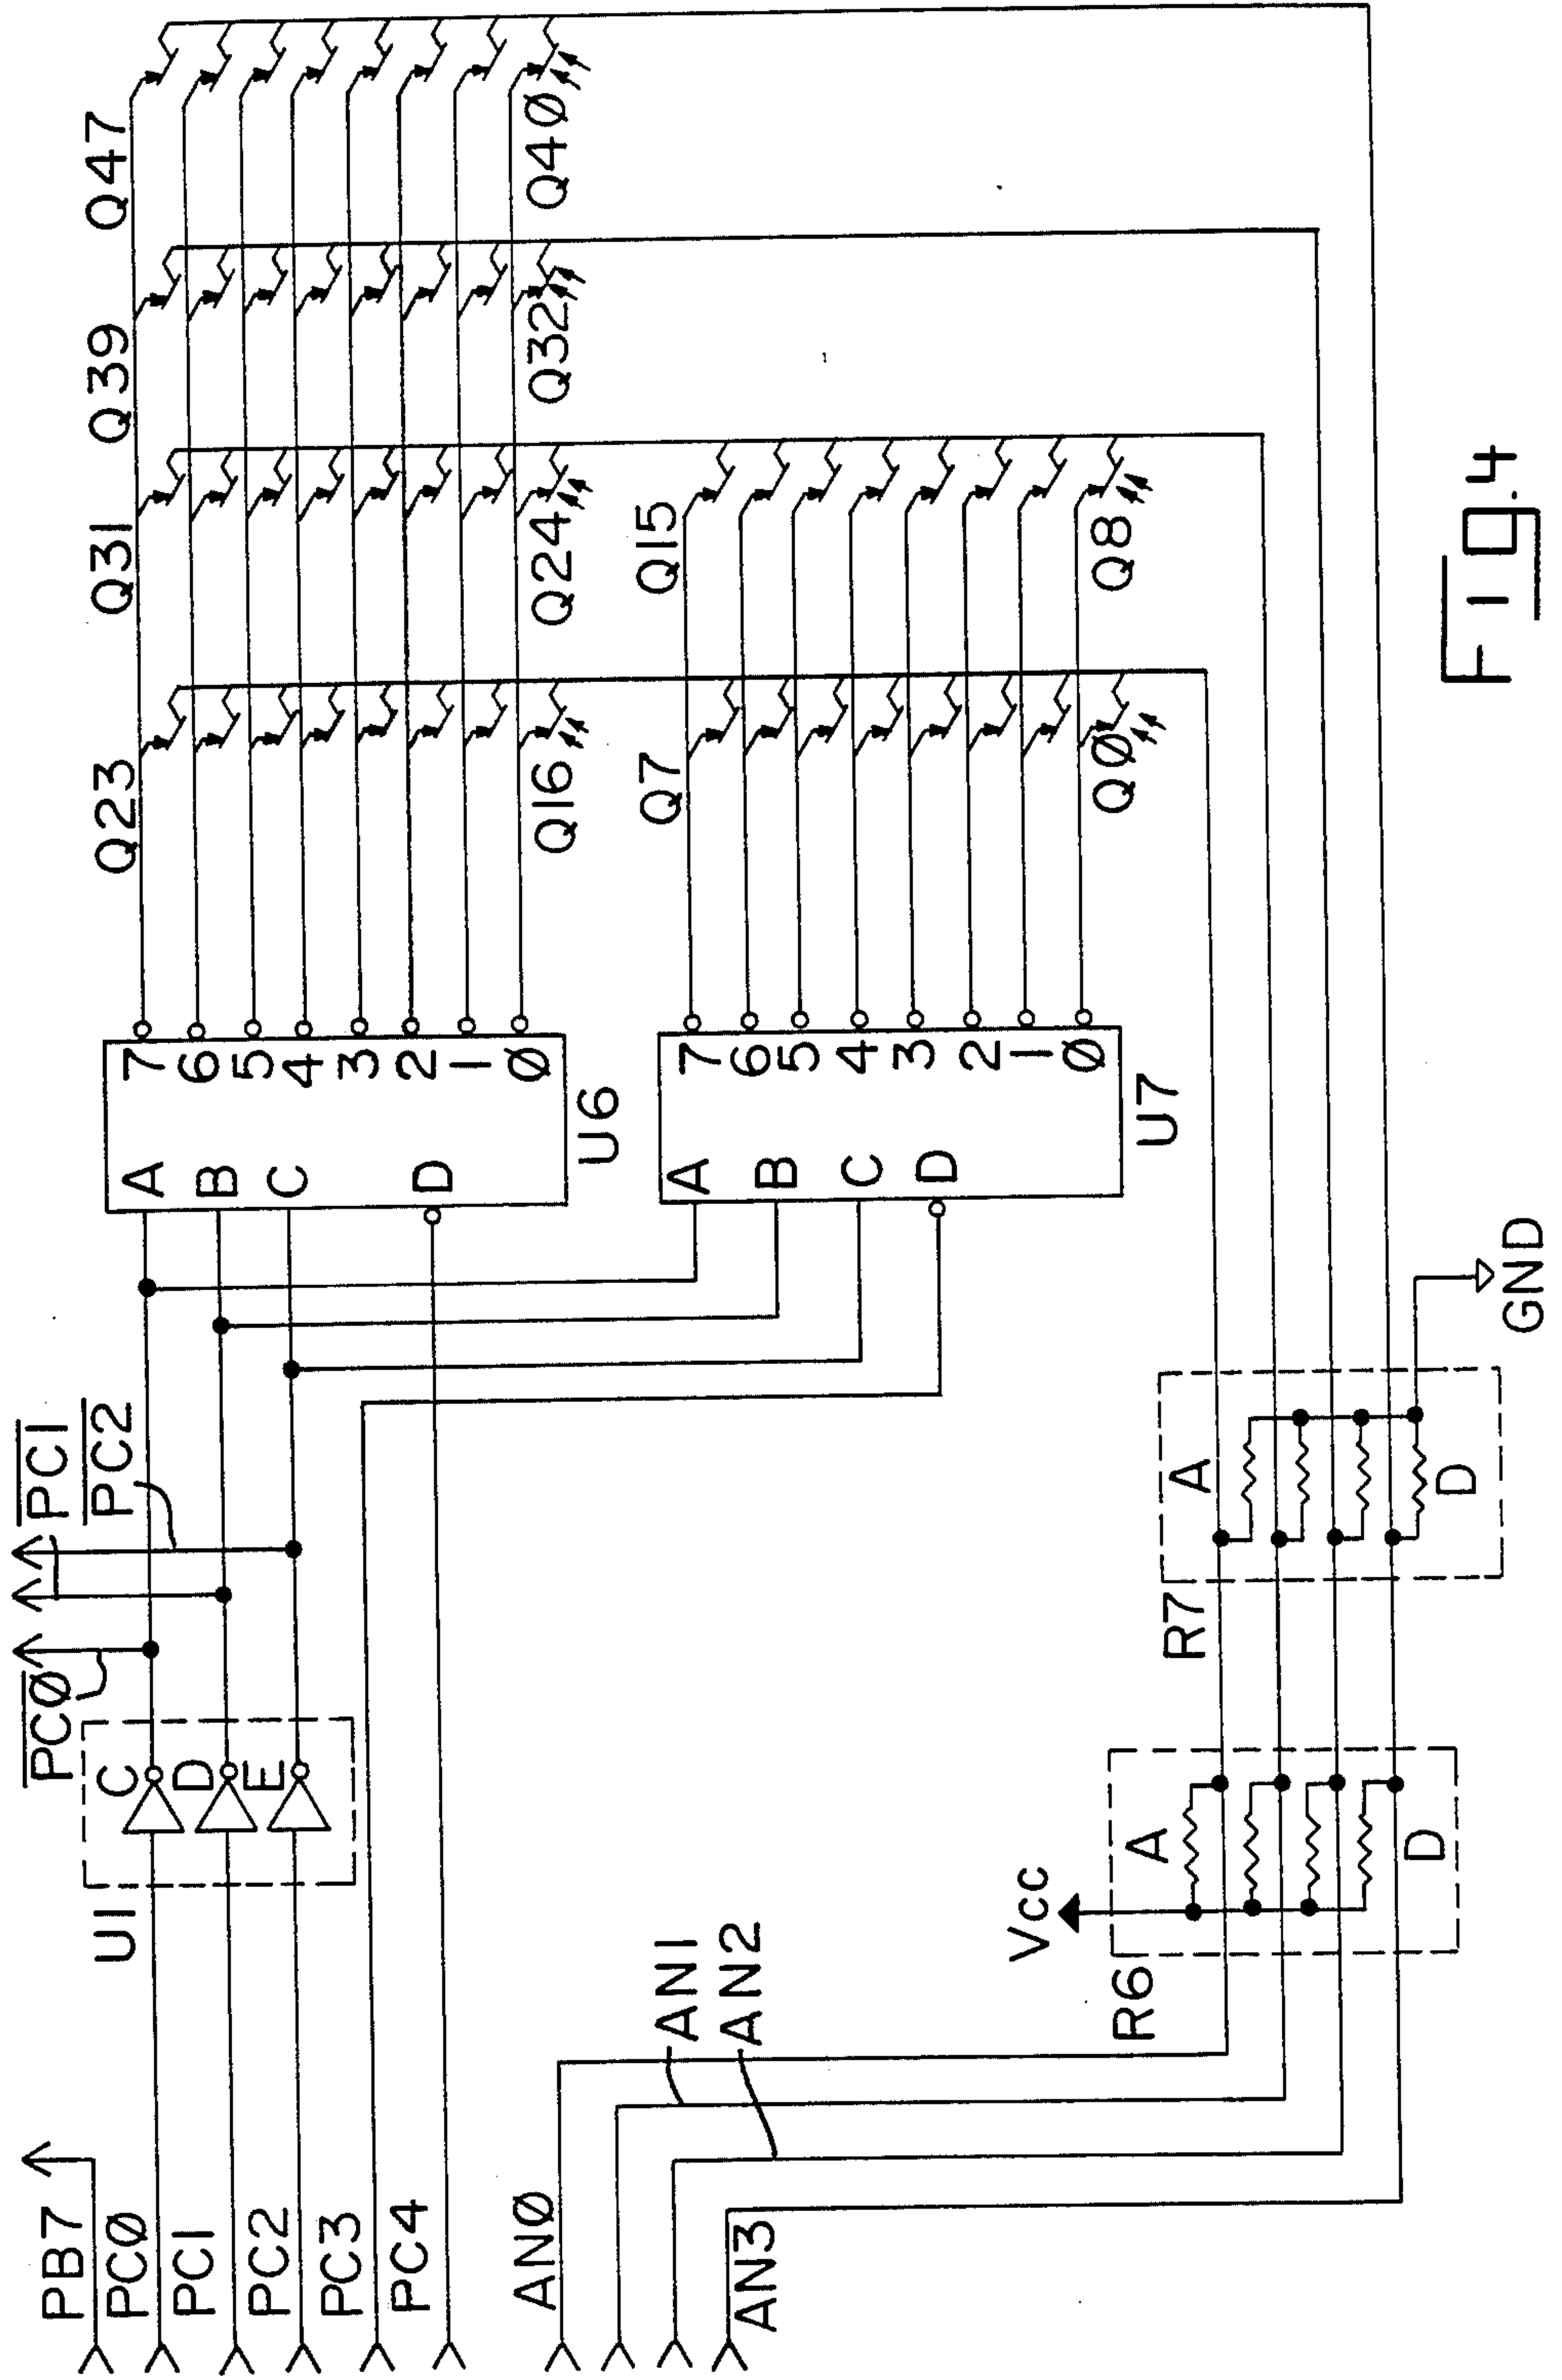 PB7
PCØ
PC1
PC2
PC3
PC4
ANØ
AN1
AN2
AN3
U1
C
D
E
PCØ
PC1
PC2
A
B
C
D
7
6
5
4
3
2
1
Ø
U6
A
B
C
D
7
6
5
4
3
2
1
Ø
U7
Q23
Q31
Q39
Q47
Q16
Q24
Q32
Q4Ø
Q7
Q15
QØ
Q8
Vcc
R6
A
D
R7
A
D
GND
Fig.4